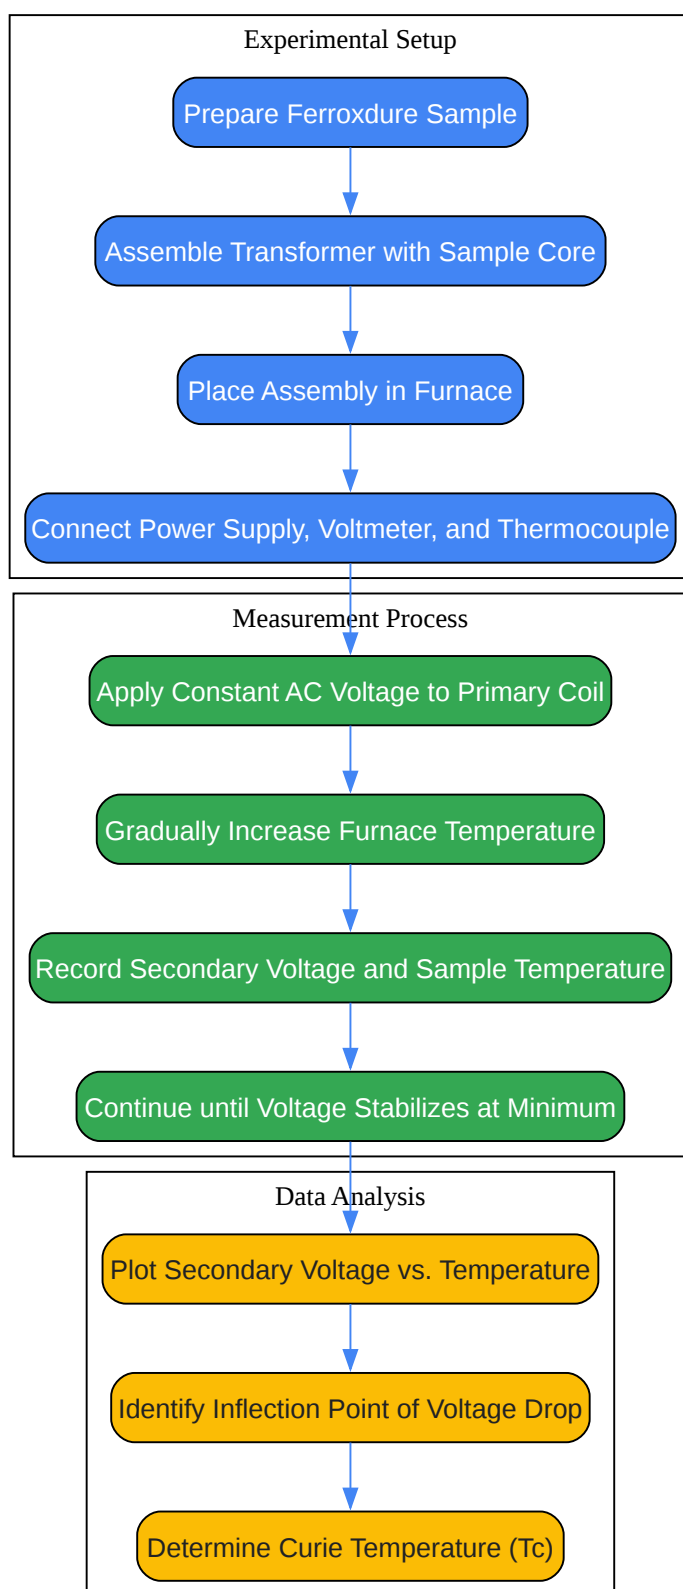 Experimental Setup
Prepare Ferroxdure Sample
Assemble Transformer with Sample Core
Place Assembly in Furnace
Connect Power Supply, Voltmeter, and Thermocouple
Measurement Process
Apply Constant AC Voltage to Primary Coil
Gradually Increase Furnace Temperature
Record Secondary Voltage and Sample Temperature
Continue until Voltage Stabilizes at Minimum
Data Analysis
Plot Secondary Voltage vs. Temperature
Identify Inflection Point of Voltage Drop
Determine Curie Temperature (Tc)